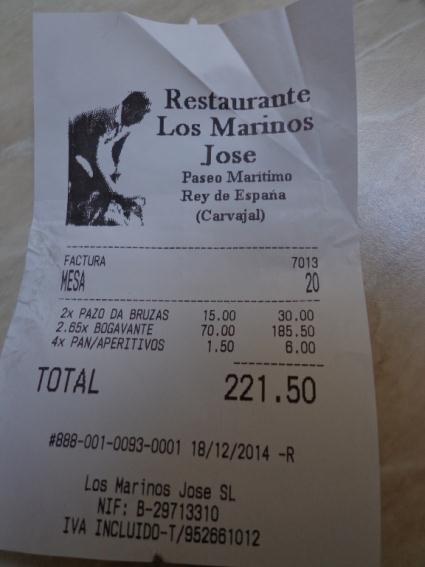 Restaurante
Los Marinos
Jose
Paseo Marítimo
Rey de España
(Carvajal)
FACTURA 7013
MESA 20
2x PAZO DA BRUZAS 15.00 30.00
2.65x BOGAVANTE 70.00 185.50
4x PAN/APERITIVOS 1.50 6.00
TOTAL 221.50
#888-001-0093-0001 18/12/2014 -R
Los Marinos Jose SL
NIF: B-29713310
IVA INCLUIDO-T/952661012